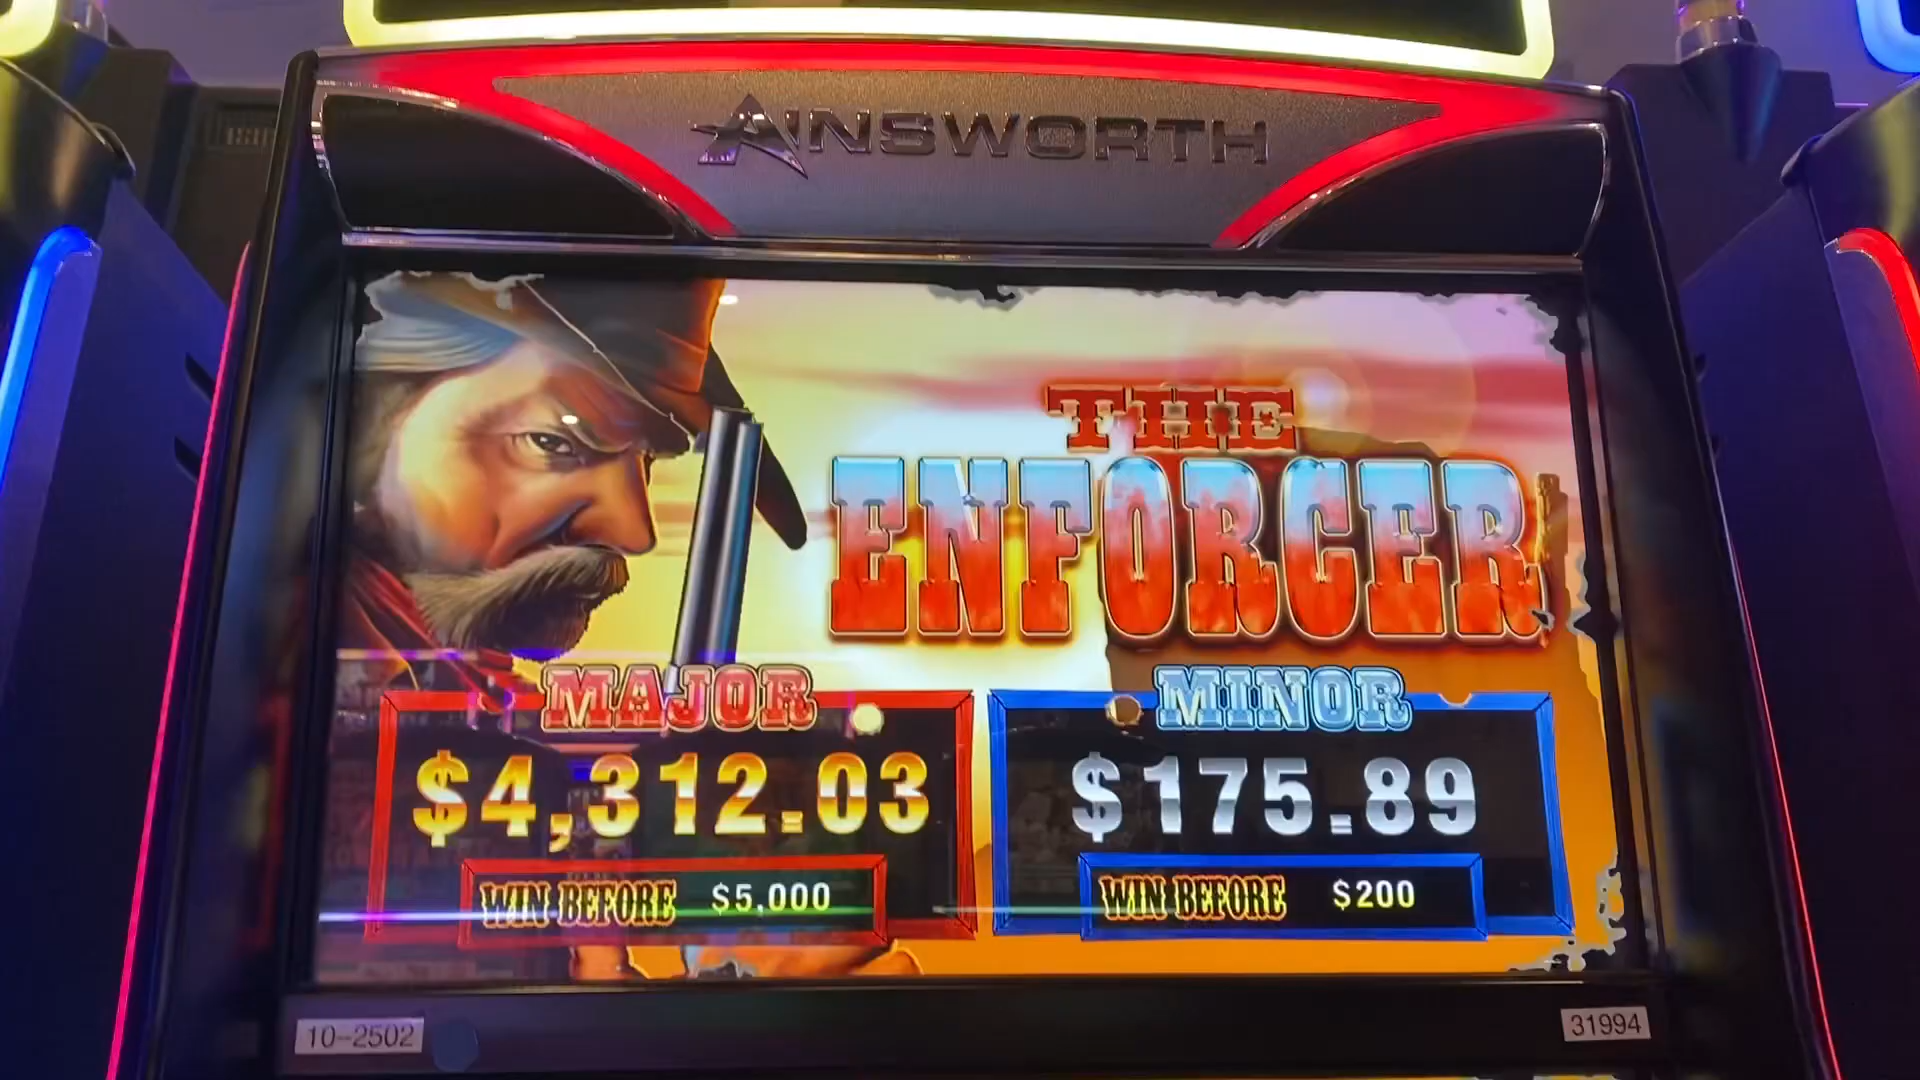 AINSWORTH
THE
ENFORCER
MAJOR
$4,312.03
WIN BEFORE $5,000
MINOR
$175.89
WIN BEFORE $200
10-2502
31994